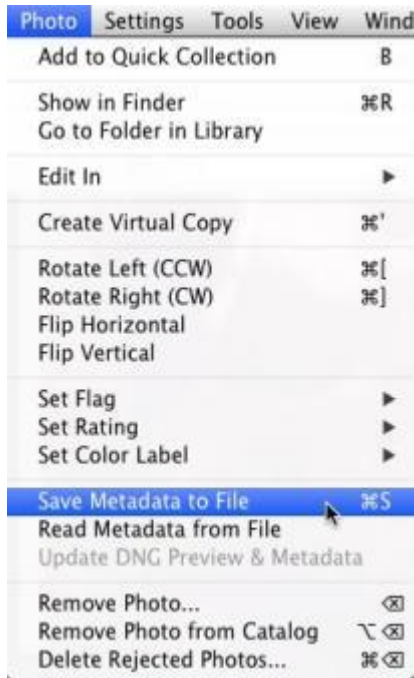 Photo Settings Tools View Wind
Add to Quick Collection B
Show in Finder ⌘R
Go to Folder in Library
Edit In ▶
Create Virtual Copy ⌘'
Rotate Left (CCW) ⌘[
Rotate Right (CW) ⌘]
Flip Horizontal
Flip Vertical
Set Flag ▶
Set Rating ▶
Set Color Label ▶
Save Metadata to File ⌘S
Read Metadata from File
Update DNG Preview & Metadata
Remove Photo... ⌫
Remove Photo from Catalog ⌥⌫
Delete Rejected Photos... ⌘⌫